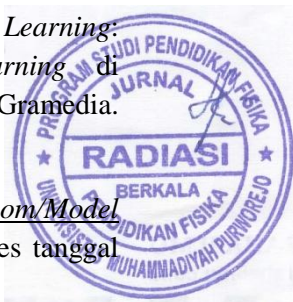 Learning:
rning di
Gramedia.
om/Model
es tanggal
PROGRAM STUDI PENDIDIKAN FISIKA
JURNAL
RADIASI
BERKALA
PENDIDIKAN FISIKA
UNIVERSITAS MUHAMMADIYAH PURWOREJO